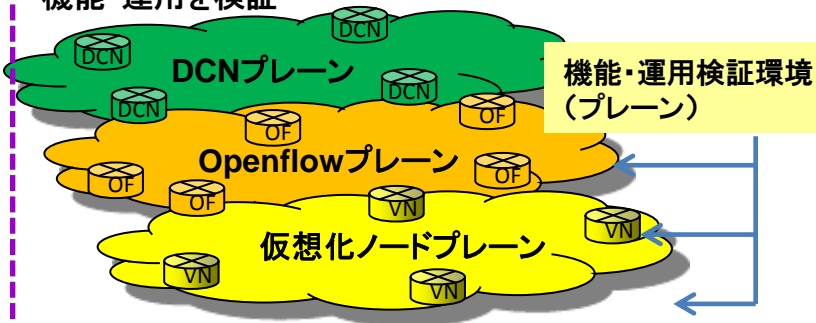 機能・運用を検証
DCN
DCN
DCNプレーン
DCN
DCN
機能・運用検証環境
(プレーン)
OF
OF
Openflowプレーン
OF
OF
OF
VN
VN
仮想化ノードプレーン
VN
VN